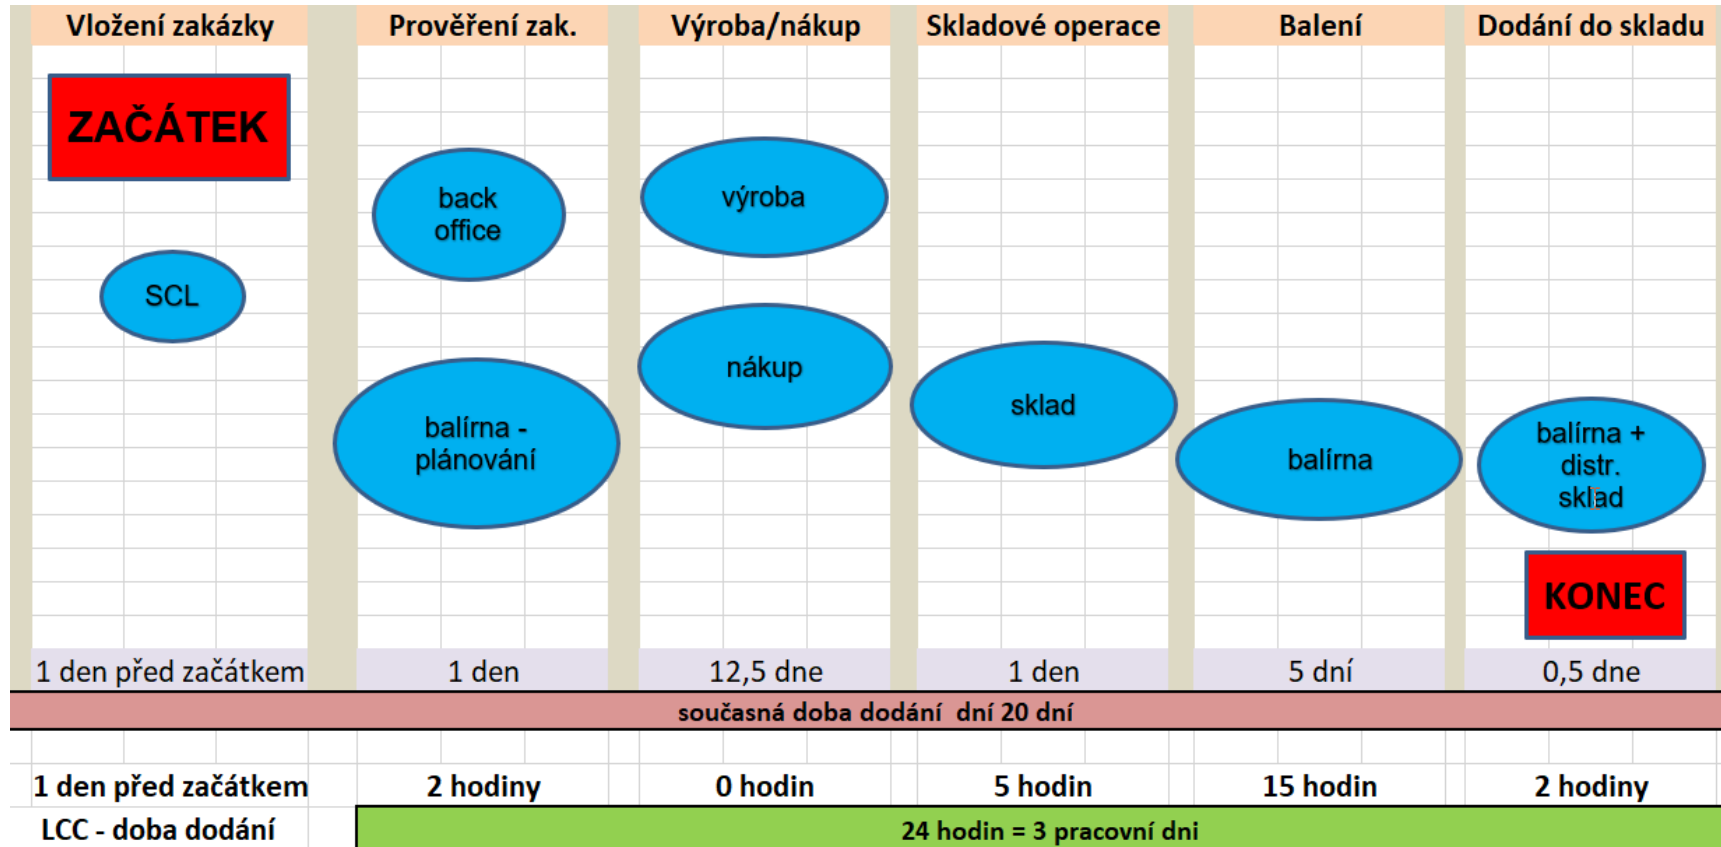 Vložení zakázky
Prověření zak.
Výroba/nákup
Skladové operace
Balení
Dodání do skladu
ZAČÁTEK
SCL
back
office
balírna -
plánování
výroba
nákup
sklad
balírna
balírna +
distr.
sklad
KONEC
1 den před začátkem
1 den
12,5 dne
1 den
5 dní
0,5 dne
současná doba dodání  dní 20 dní
1 den před začátkem
2 hodiny
0 hodin
5 hodin
15 hodin
2 hodiny
LCC - doba dodání
24 hodin = 3 pracovní dni